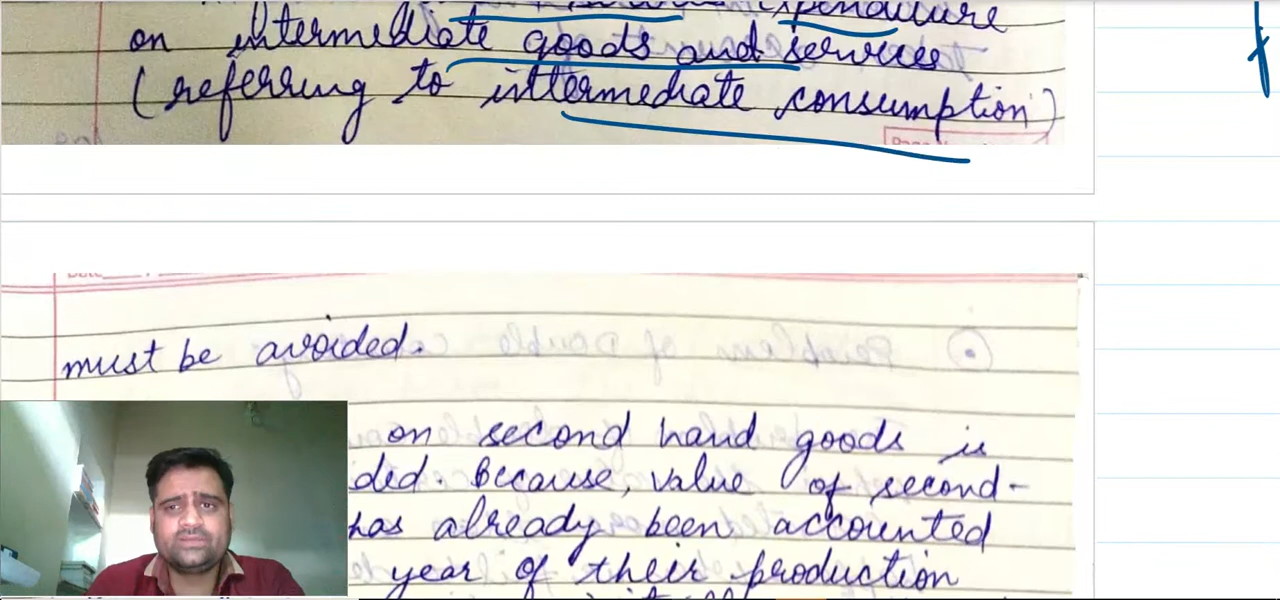 expenditure
on intermediate goods and services
(referring to intermediate consumption)
must be avoided.
on second hand goods is
ded. Because, value of second-
has already been accounted
year of their production